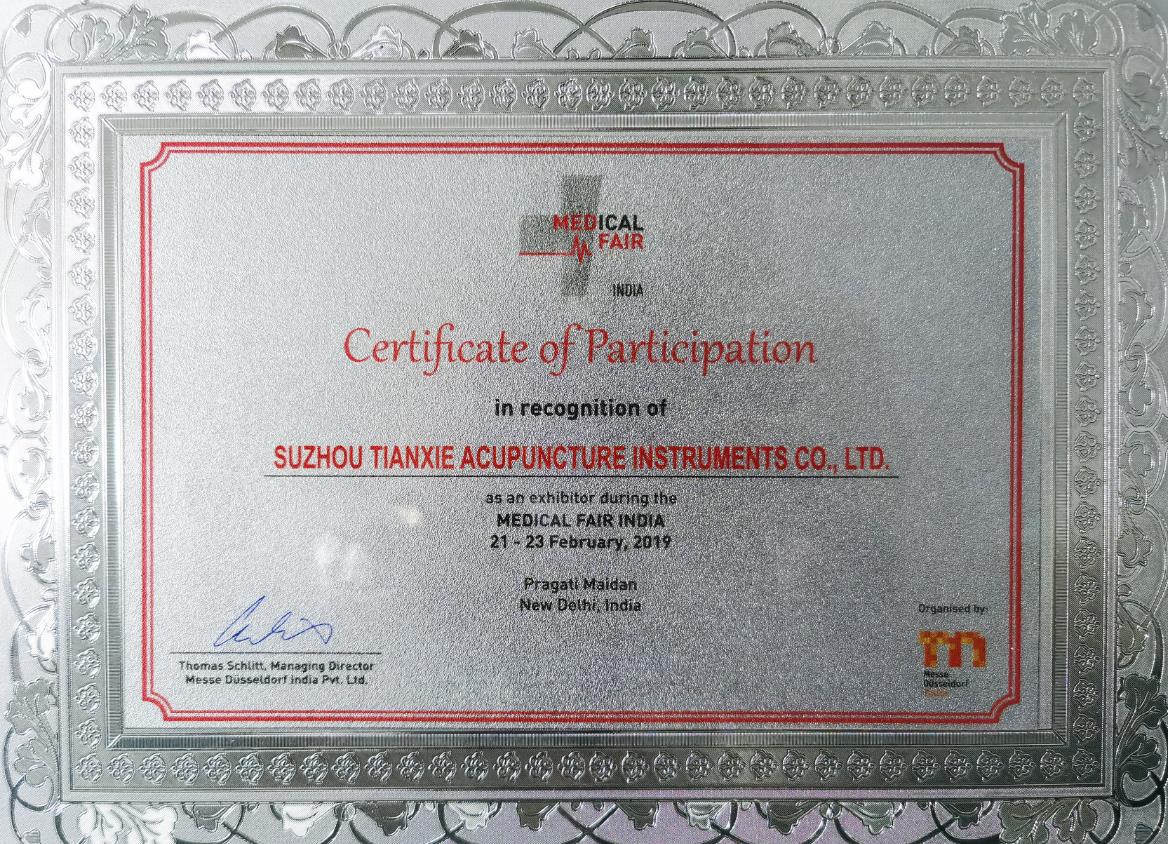 MEDICAL
FAIR
INDIA
Certificate of Participation
in recognition of
SUZHOU TIANXIE ACUPUNCTURE INSTRUMENTS CO., LTD.
as an exhibitor during the
MEDICAL FAIR INDIA
21 - 23 February, 2019
Pragati Maidan
New Delhi, India
Thomas Schlitt, Managing Director
Messe Düsseldorf India Pvt. Ltd.
Organised by:
Messe
Düsseldorf